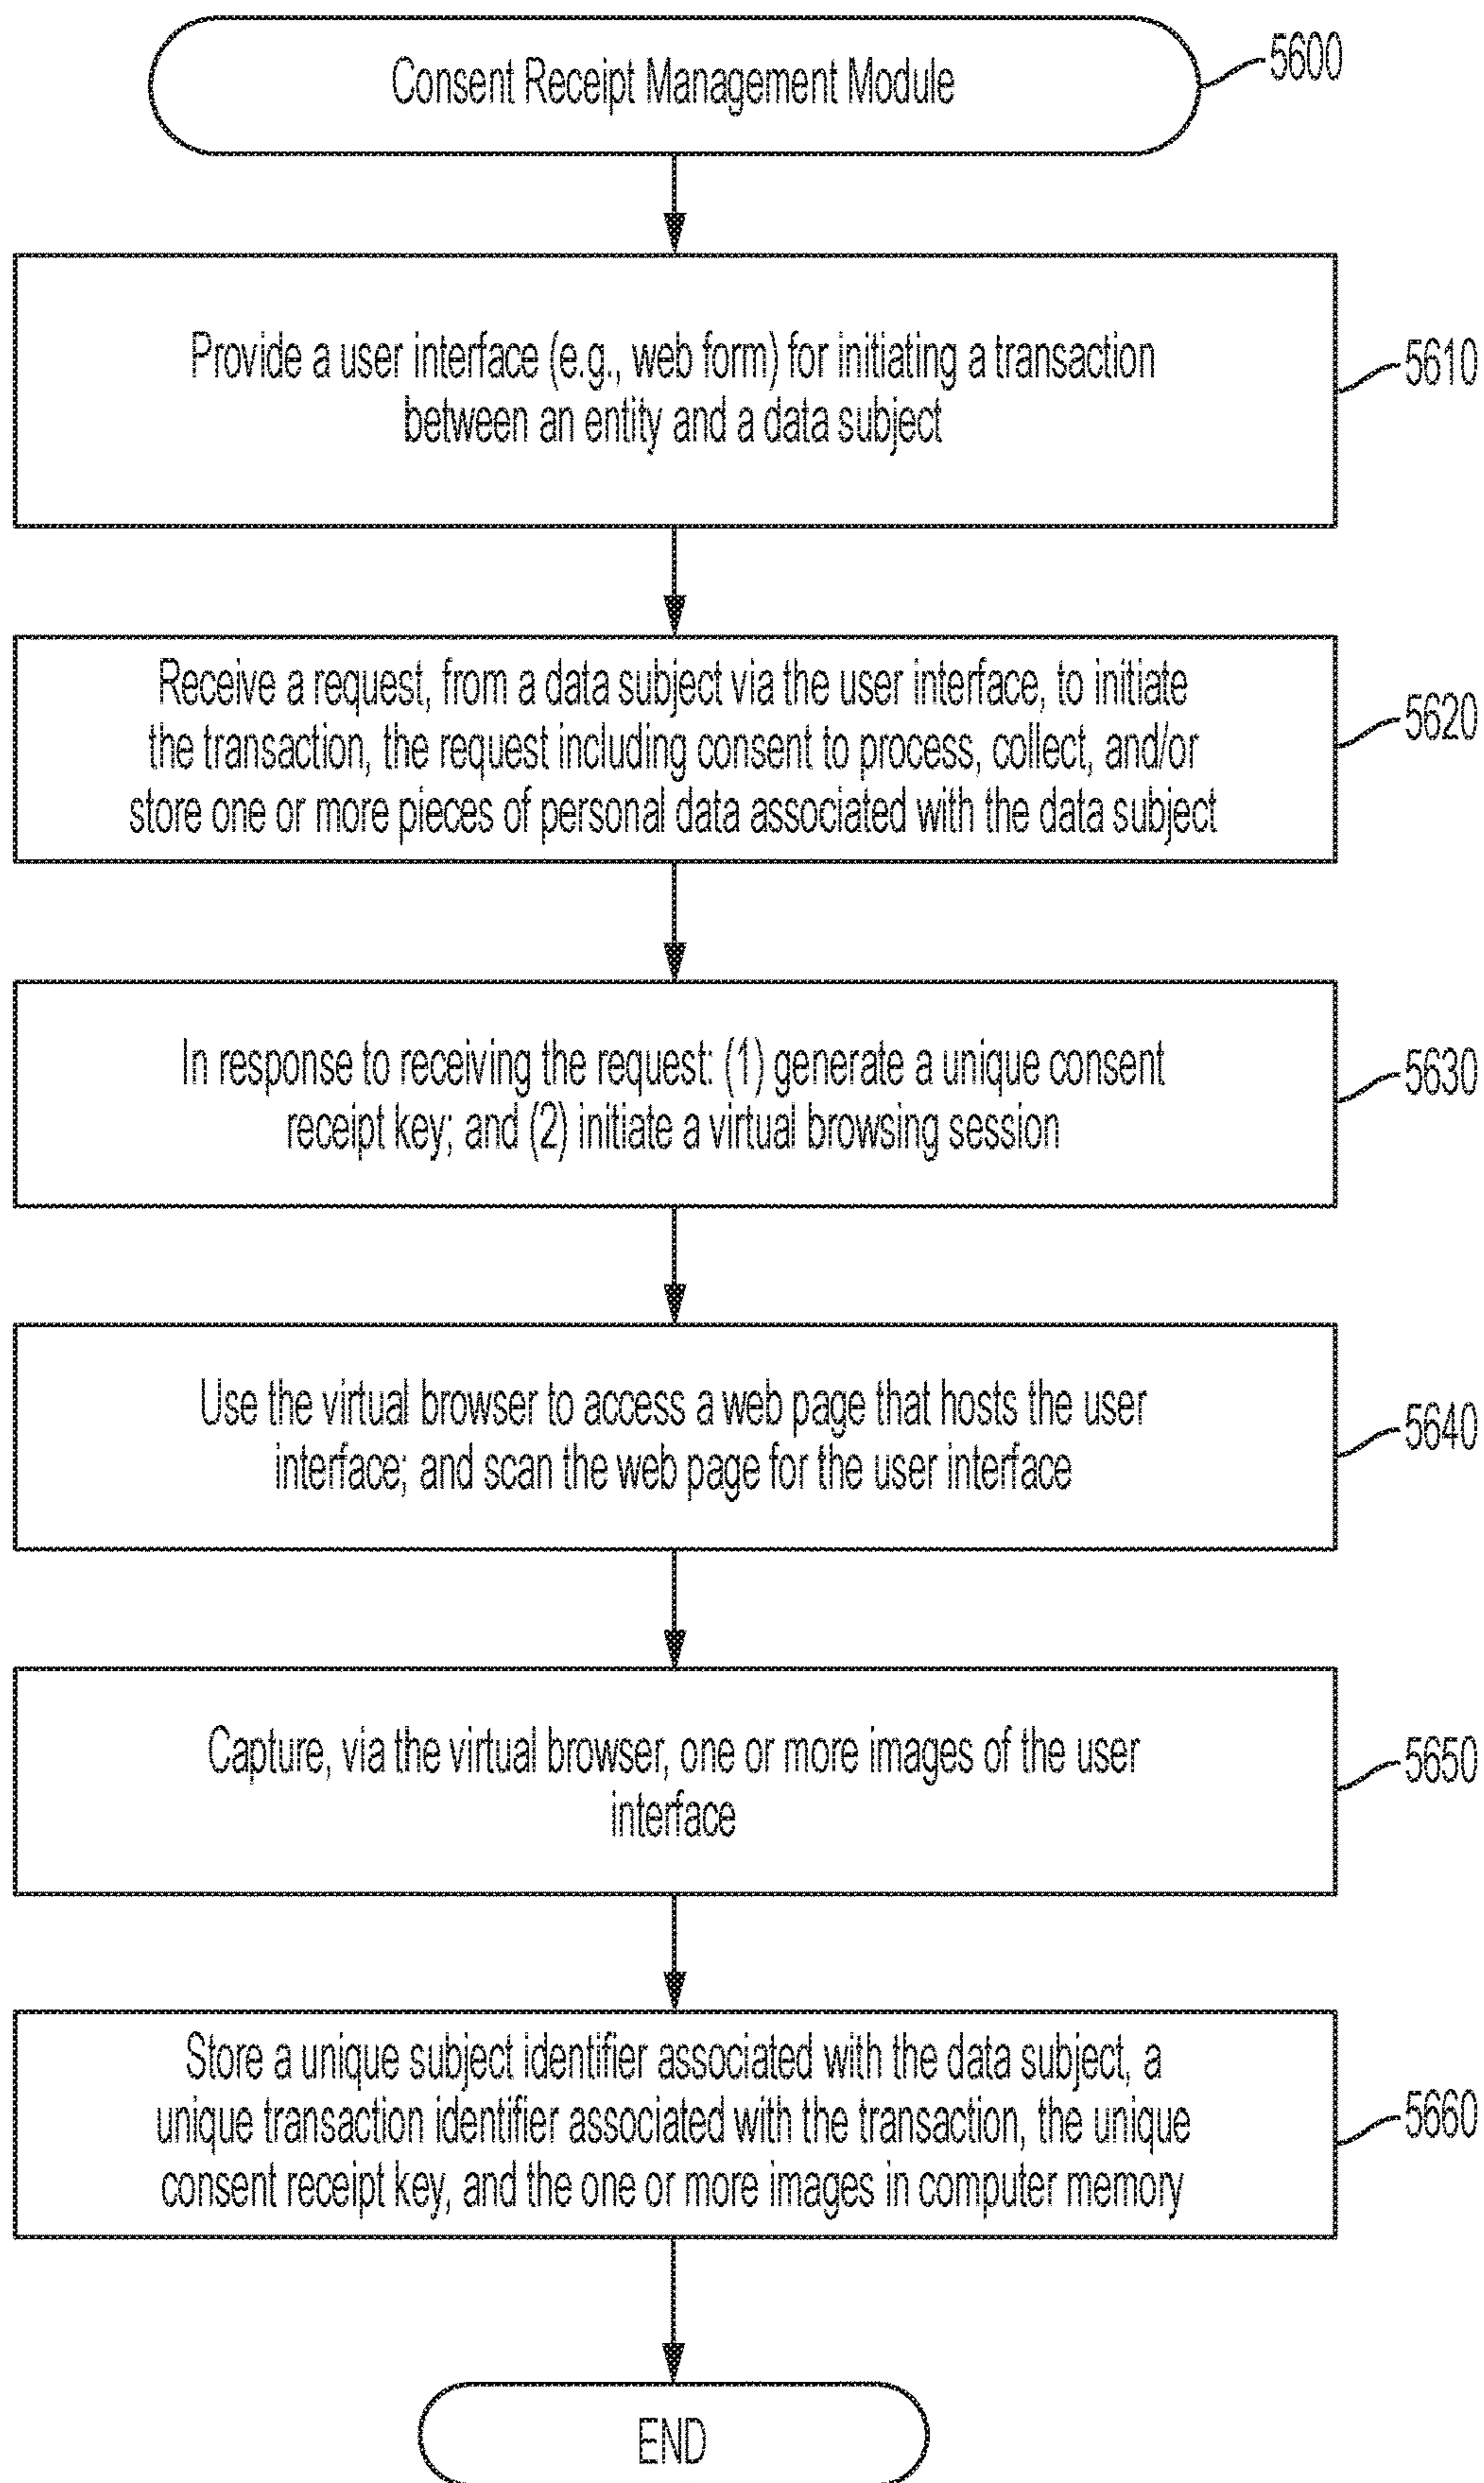 Consent Receipt Management Module
5600
Provide a user interface (e.g., web form) for initiating a transaction
between an entity and a data subject
5610
Receive a request, from a data subject via the user interface, to initiate
the transaction, the request including consent to process, collect, and/or
store one or more pieces of personal data associated with the data subject
5620
In response to receiving the request: (1) generate a unique consent
receipt key; and (2) initiate a virtual browsing session
5630
Use the virtual browser to access a web page that hosts the user
interface; and scan the web page for the user interface
5640
Capture, via the virtual browser, one or more images of the user
interface
5650
Store a unique subject identifier associated with the data subject, a
unique transaction identifier associated with the transaction, the unique
consent receipt key, and the one or more images in computer memory
5660
END